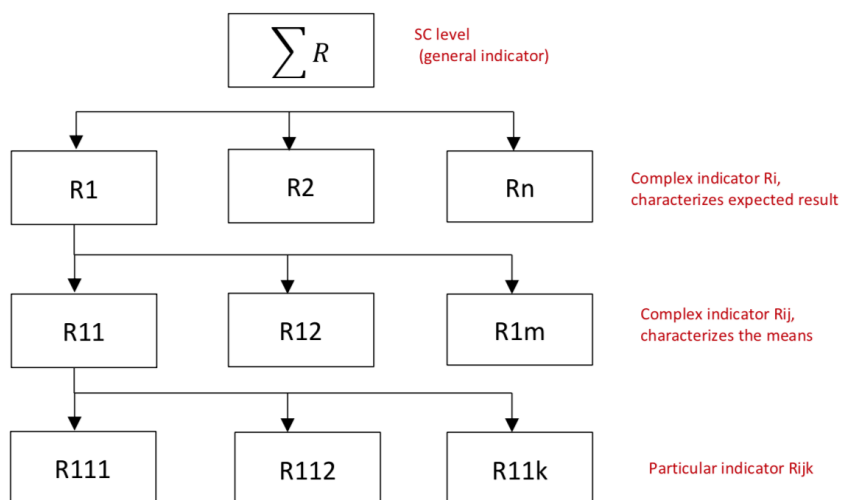 ∑ R
SC level
(general indicator)
R1
R2
Rn
Complex indicator Ri,
characterizes expected result
R11
R12
R1m
Complex indicator Rij,
characterizes the means
R111
R112
R11k
Particular indicator Rijk